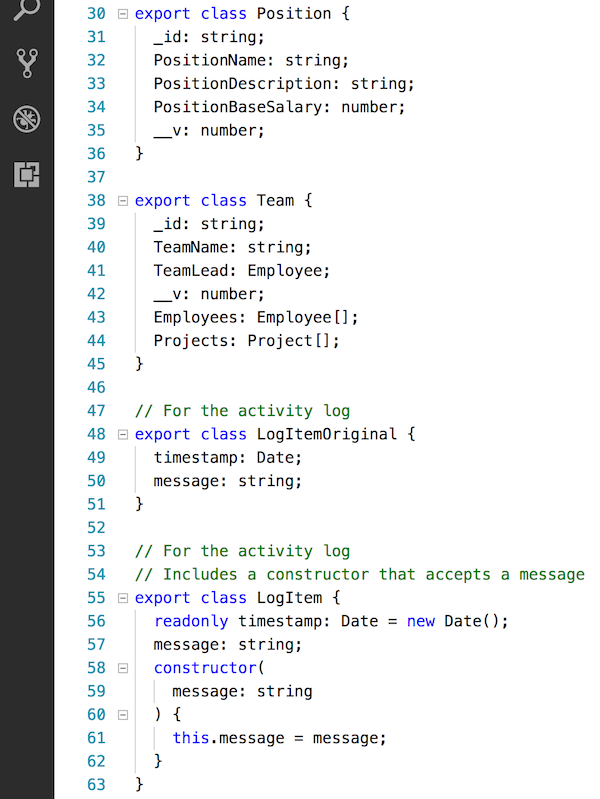 30 export class Position {
31 _id: string;
32 PositionName: string;
33 PositionDescription: string;
34 PositionBaseSalary: number;
35 __v: number;
36 }
37
38 export class Team {
39 _id: string;
40 TeamName: string;
41 TeamLead: Employee;
42 __v: number;
43 Employees: Employee[];
44 Projects: Project[];
45 }
46
47 // For the activity log
48 export class LogItemOriginal {
49 timestamp: Date;
50 message: string;
51 }
52
53 // For the activity log
54 // Includes a constructor that accepts a message
55 export class LogItem {
56 readonly timestamp: Date = new Date();
57 message: string;
58 constructor(
59 message: string
60 ) {
61 this.message = message;
62 }
63 }